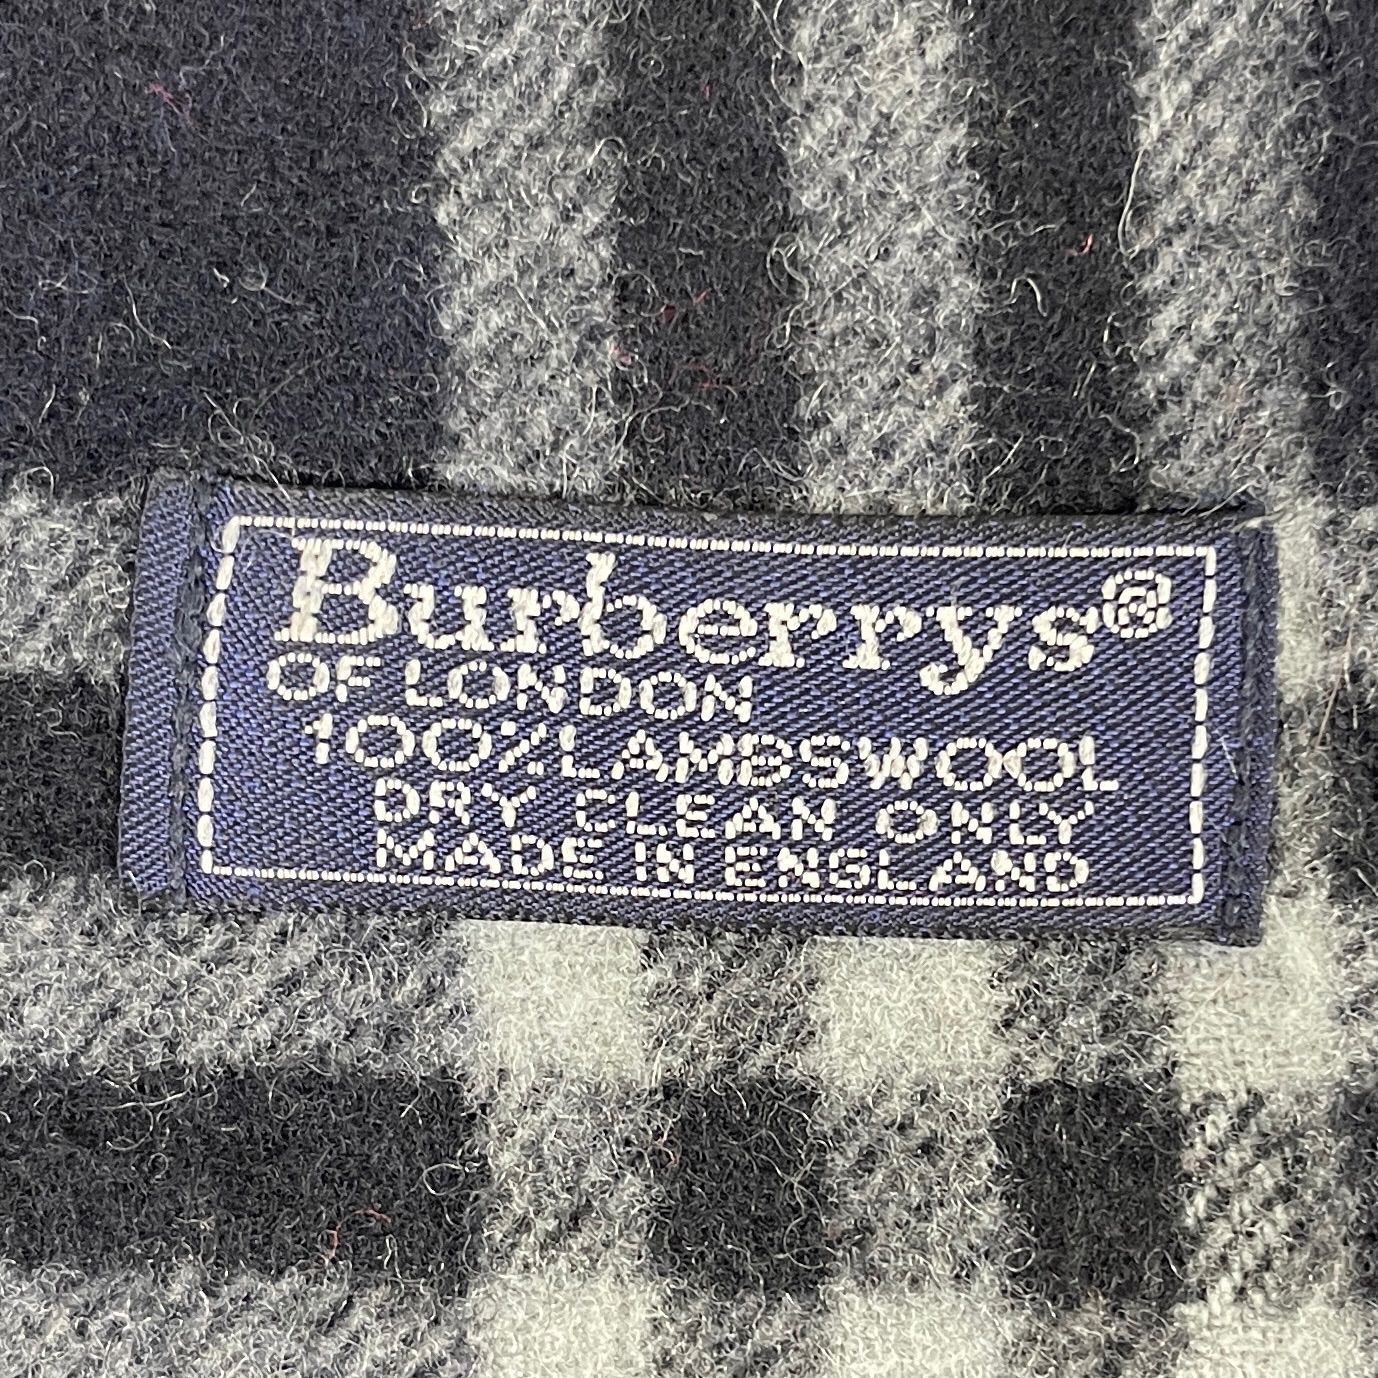 Burberrys®
OF LONDON
100% LAMBSWOOL
DRY CLEAN ONLY
MADE IN ENGLAND